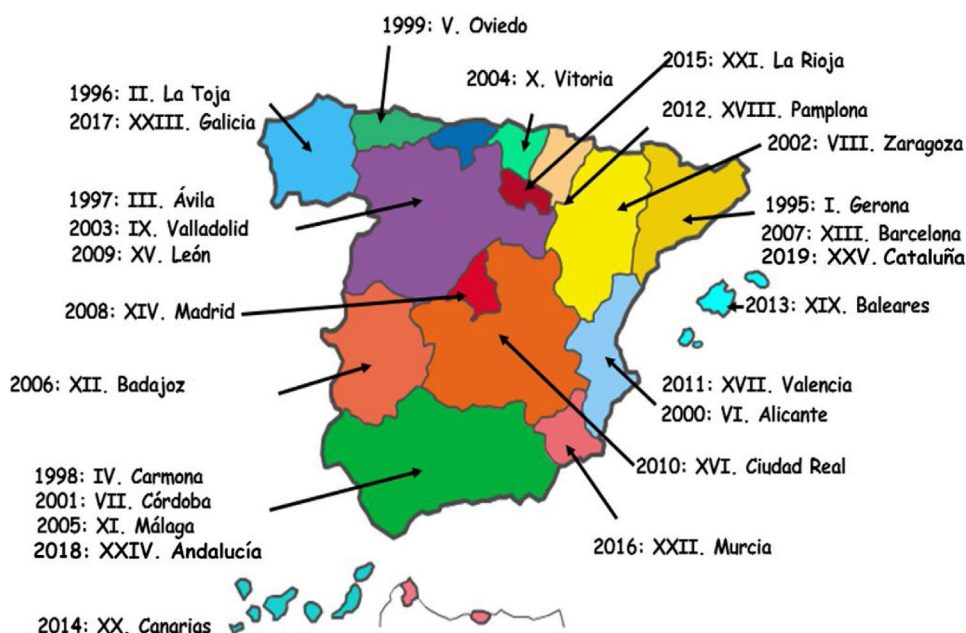 1999: V. Oviedo
2015: XXI. La Rioja
2004: X. Vitoria
1996: II. La Toja
2017: XXIII. Galicia
2012. XVIII. Pamplona
2002: VIII. Zaragoza
1997: III. Ávila
2003: IX. Valladolid
2009: XV. León
1995: I. Gerona
2007: XIII. Barcelona
2019: XXV. Cataluña
2008: XIV. Madrid
2013: XIX. Baleares
2006: XII. Badajoz
2011: XVII. Valencia
2000: VI. Alicante
2010: XVI. Ciudad Real
1998: IV. Carmona
2001: VII. Córdoba
2005: XI. Málaga
2018: XXIV. Andalucía
2016: XXII. Murcia
2014: XX. Canarias